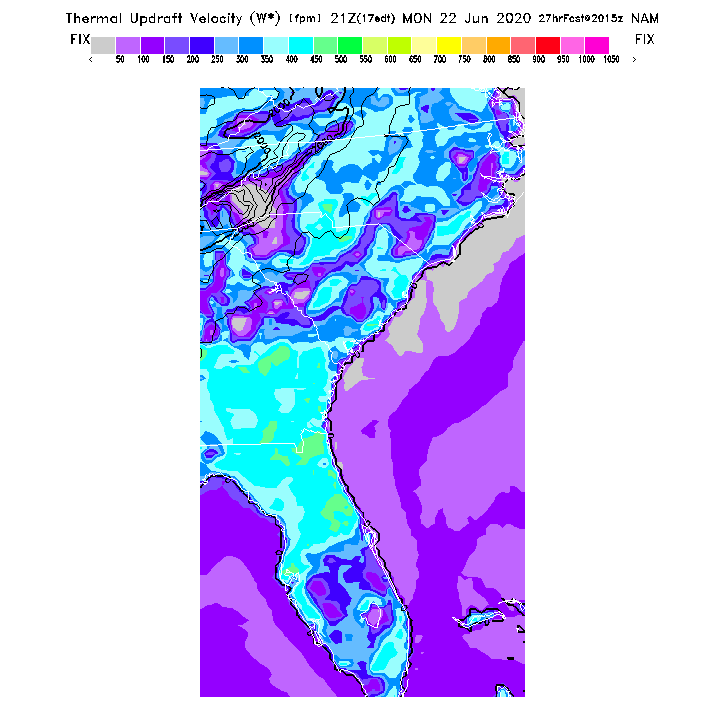 Thermal Updraft Velocity (W*) [fpm] 21Z(17edt) MON 22 Jun 2020 27hrFcst@2015z NAM
FIX FIX
< 50 100 150 200 250 300 350 400 450 500 550 600 650 700 750 800 850 900 950 1000 1050 >